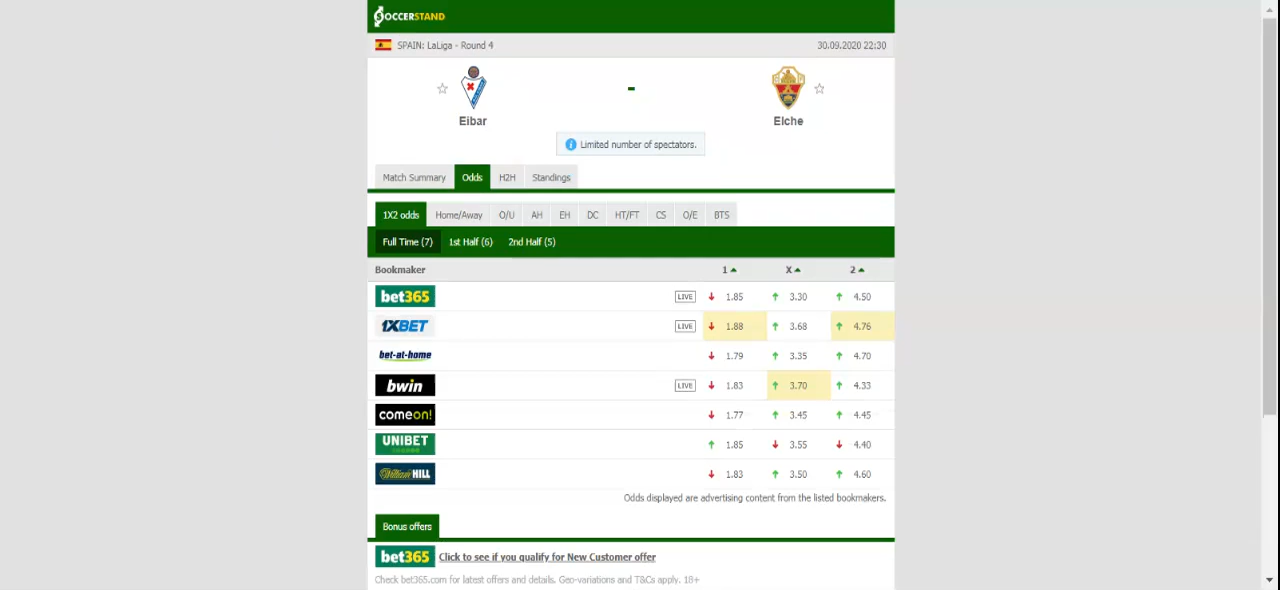 SOCCERSTAND
SPAIN: LaLiga - Round 4 30.09.2020 22:30
Eibar Elche
Limited number of spectators.
Match Summary Odds H2H Standings
1X2 odds Home/Away O/U AH EH DC HT/FT CS O/E BTS
Full Time (7) 1st Half (6) 2nd Half (5)
Bookmaker 1 X 2
bet365 LIVE 1.85 3.30 4.50
1XBET LIVE 1.88 3.68 4.76
bet-at-home 1.79 3.35 4.70
bwin LIVE 1.83 3.70 4.33
comeon! 1.77 3.45 4.45
UNIBET 1.85 3.55 4.40
William HILL 1.83 3.50 4.60
Odds displayed are advertising content from the listed bookmakers.
Bonus offers
bet365 Click to see if you qualify for New Customer offer
Check bet365.com for latest offers and details. Geo-variations and T&Cs apply. 18+